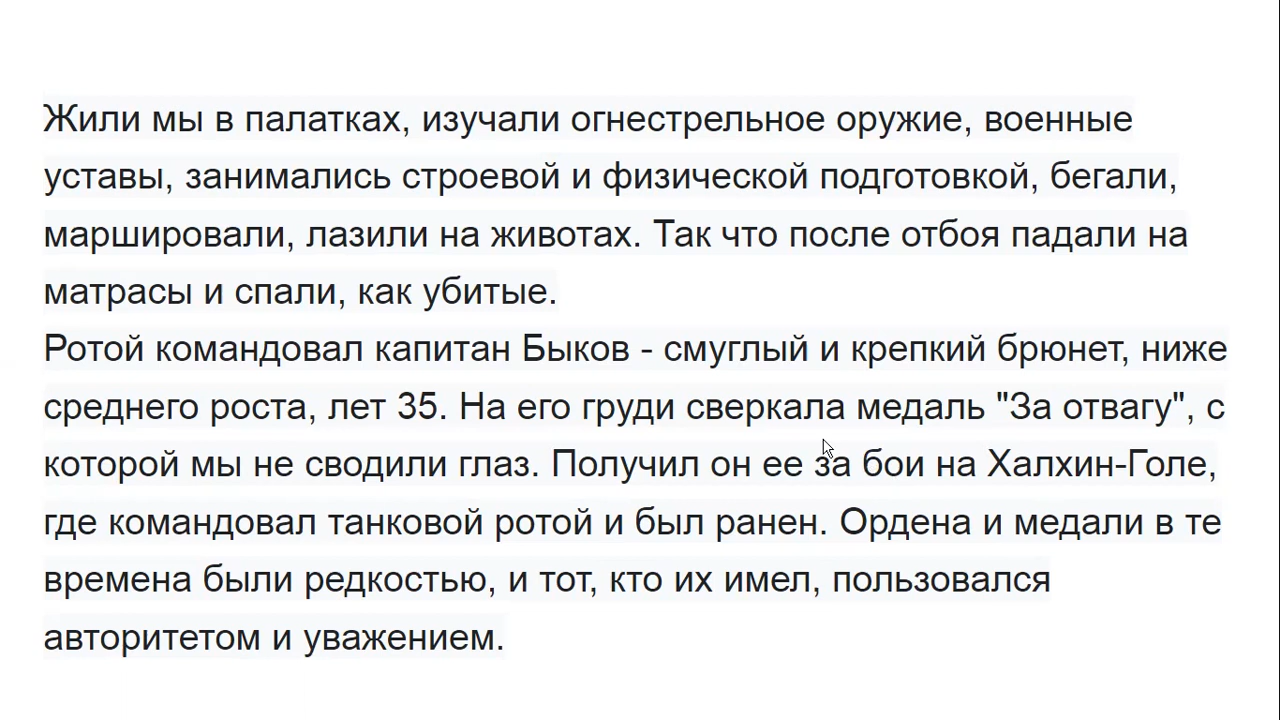 Жили мы в палатках, изучали огнестрельное оружие, военные
уставы, занимались строевой и физической подготовкой, бегали,
маршировали, лазили на животах. Так что после отбоя падали на
матрасы и спали, как убитые.
Ротой командовал капитан Быков - смуглый и крепкий брюнет, ниже
среднего роста, лет 35. На его груди сверкала медаль "За отвагу", с
которой мы не сводили глаз. Получил он ее за бои на Халхин-Голе,
где командовал танковой ротой и был ранен. Ордена и медали в те
времена были редкостью, и тот, кто их имел, пользовался
авторитетом и уважением.